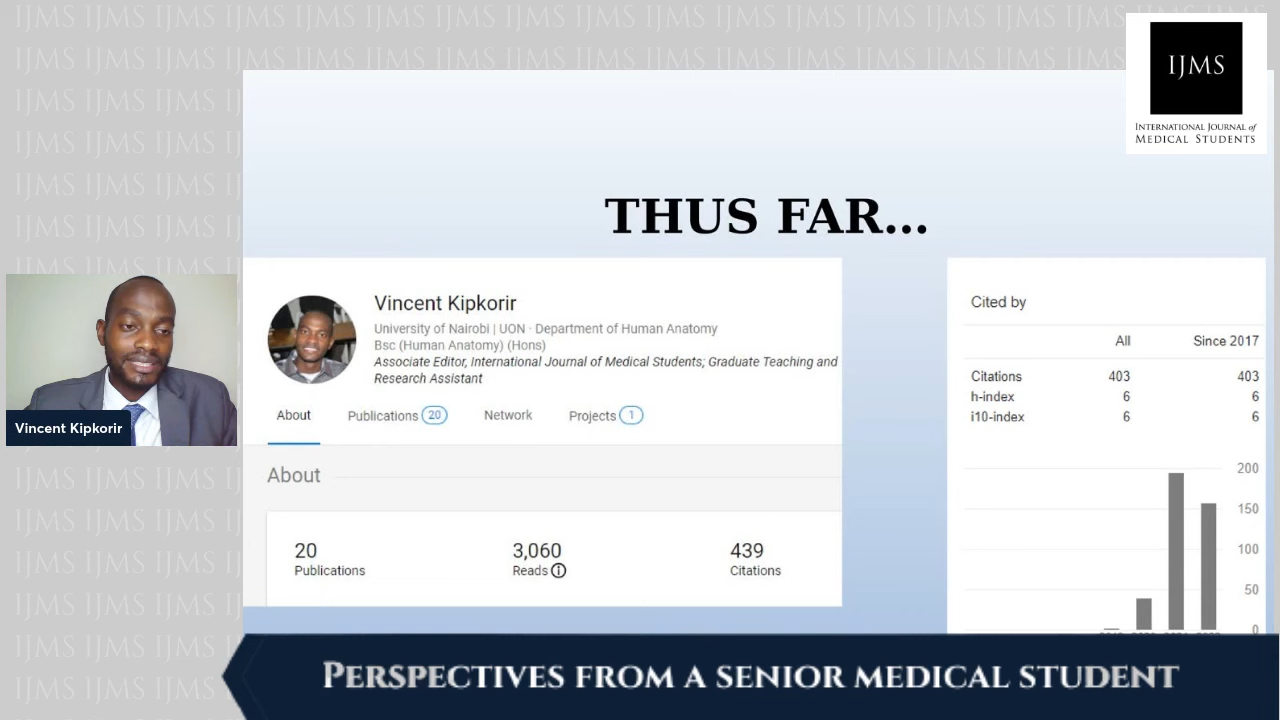 IJMS
INTERNATIONAL JOURNAL of
MEDICAL STUDENTS
THUS FAR...
Vincent Kipkorir
University of Nairobi | UON · Department of Human Anatomy
Bsc (Human Anatomy) (Hons)
Associate Editor, International Journal of Medical Students; Graduate Teaching and
Research Assistant
About
Publications 20
Network
Projects 1
About
20
Publications
3,060
Reads
439
Citations
Cited by
All Since 2017
Citations 403 403
h-index 6 6
i10-index 6 6
200
150
100
50
0
Vincent Kipkorir
PERSPECTIVES FROM A SENIOR MEDICAL STUDENT